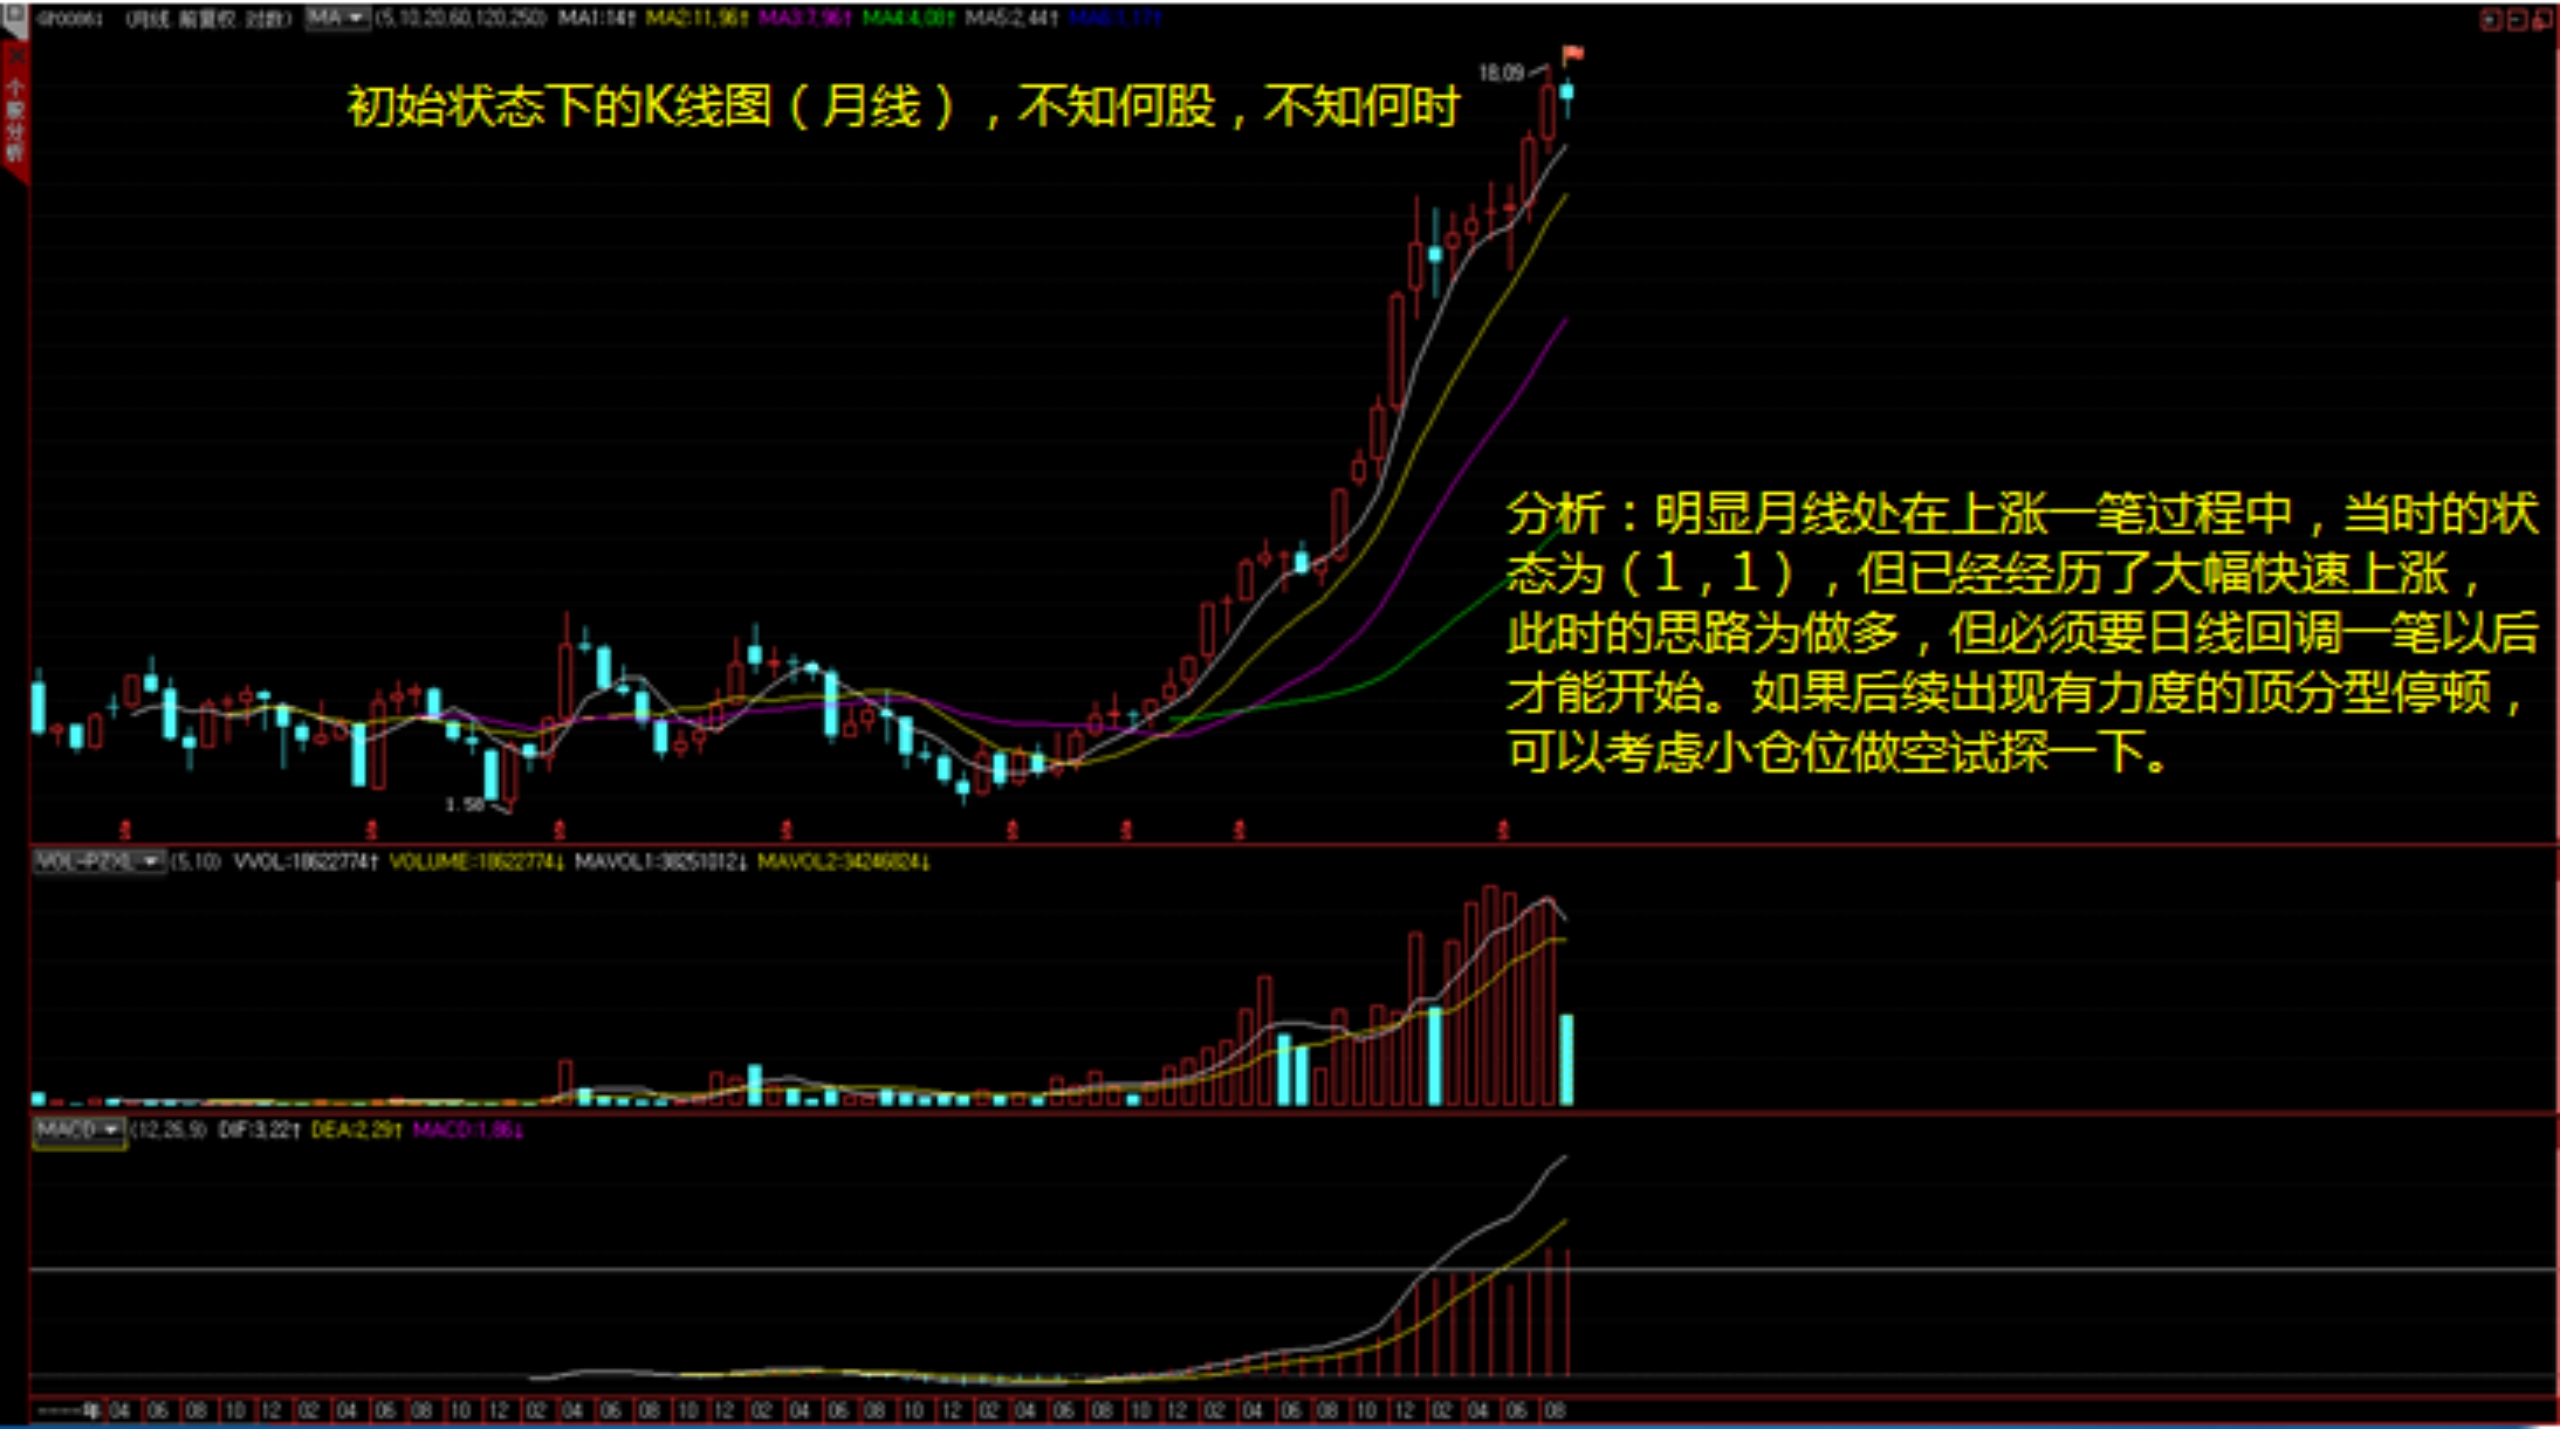 (月线 前复权 对数) MA (5,10,20,60,120,250) MA1:14↑ MA2:11,96↑ MA3:7,96↑ MA4:4,08↑ MA5:2,44↑ MA6:1,17↑
个股分析
18,09
初始状态下的K线图（月线），不知何股，不知何时
分析：明显月线处在上涨一笔过程中，当时的状
态为（1，1），但已经经历了大幅快速上涨，
此时的思路为做多，但必须要日线回调一笔以后
才能开始。如果后续出现有力度的顶分型停顿，
可以考虑小仓位做空试探一下。
1.50
VOL-PZXL (5,10) VVOL:18622774↑ VOLUME:18622774↓ MAVOL1:38251012↓ MAVOL2:34246824↓
MACD (12,26,9) DIF:3,22↑ DEA:2,29↑ MACD:1,86↓
----年 04 06 08 10 12 02 04 06 08 10 12 02 04 06 08 10 12 02 04 06 08 10 12 02 04 06 08 10 12 02 04 06 08 10 12 02 04 06 08